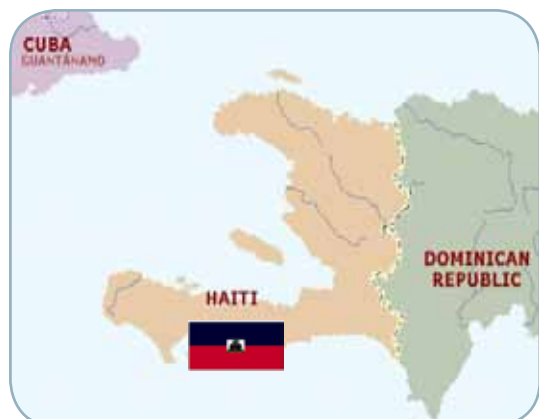 CUBA
GUANTÁNAMO
DOMINICAN
REPUBLIC
HAITI